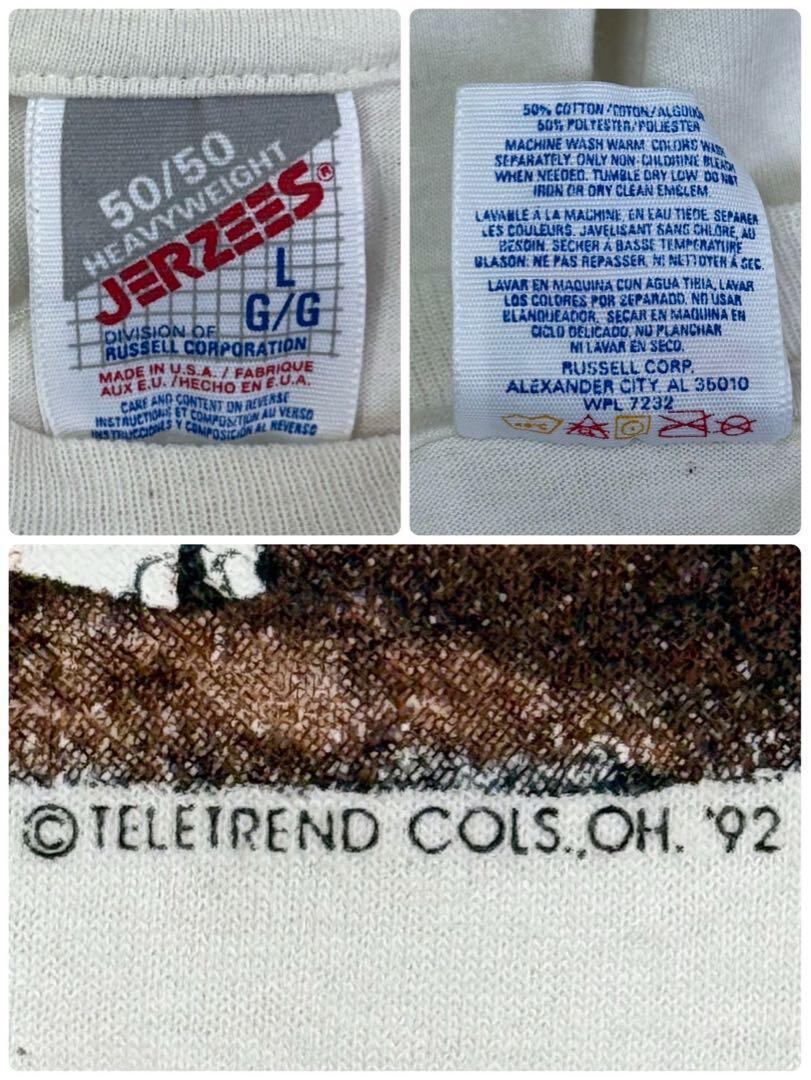 50/50
HEAVYWEIGHT
JERZEES®
L
G/G
DIVISION OF
RUSSELL CORPORATION
MADE IN U.S.A. / FABRIQUE
AUX E.U. / HECHO EN E.U.A.
CARE AND CONTENT ON REVERSE
INSTRUCTIONS ET COMPOSITION AU VERSO
INSTRUCCIONES Y COMPOSICIÓN AL REVERSO
50% COTTON/COTON/ALGODO
50% POLYESTER/POLIESTER
MACHINE WASH WARM, COLORS WAS
SEPARATELY. ONLY NON-CHLORINE BLEACH
WHEN NEEDED. TUMBLE DRY LOW. DO NOT
IRON OR DRY CLEAN EMBLEM.
LAVABLE A LA MACHINE, EN EAU TIEDE. SEPARER
LES COULEURS. JAVELISANT SANS CHLORE, AU
BESOIN. SECHER A BASSE TEMPERATURE
BLASON: NE PAS REPASSER, NI NETTOYER À SEC.
LAVAR EN MAQUINA CON AGUA TIBIA, LAVAR
LOS COLORES POR SEPARADO. NO USAR
BLANQUEADOR. SECAR EN MAQUINA EN
CICLO DELICADO, NO PLANCHAR
NI LAVAR EN SECO.
RUSSELL CORP.
ALEXANDER CITY, AL 35010
WPL 7232
© TELETREND COLS., OH. '92